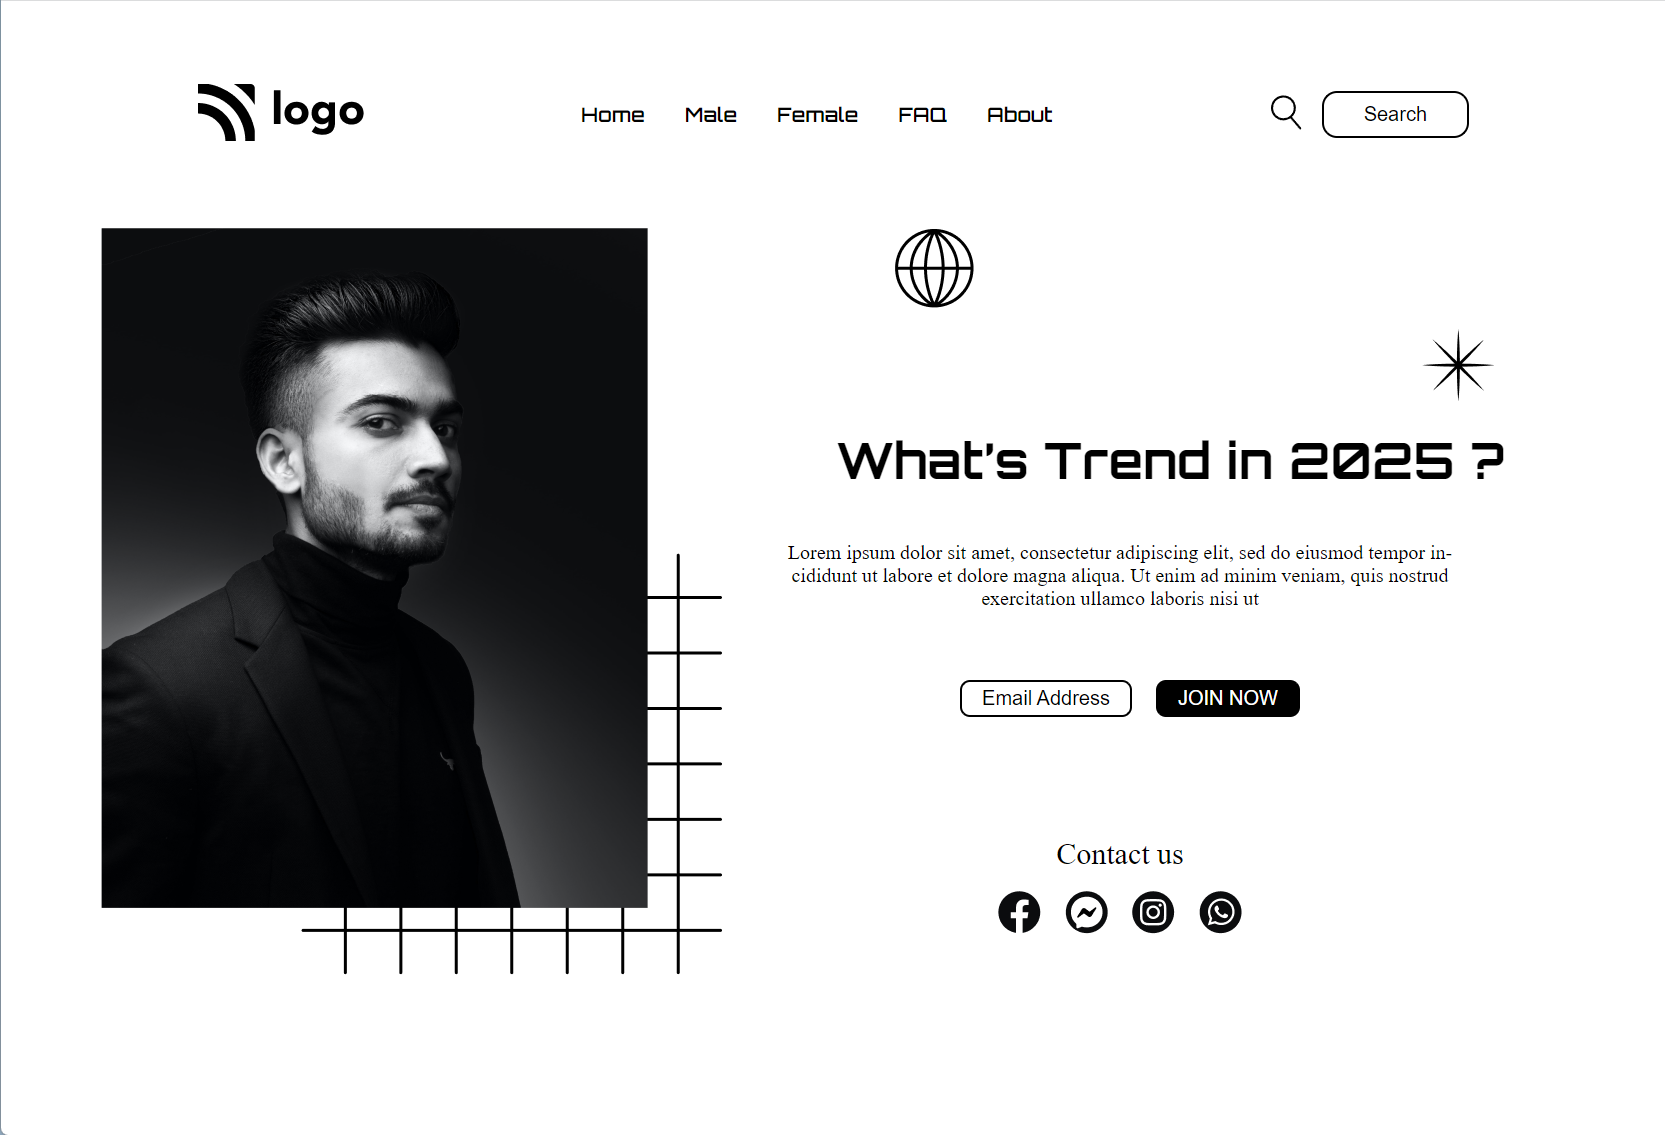 logo
Home Male Female FAQ About
Search
What's Trend in 2025 ?
Lorem ipsum dolor sit amet, consectetur adipiscing elit, sed do eiusmod tempor in-
cididunt ut labore et dolore magna aliqua. Ut enim ad minim veniam, quis nostrud
exercitation ullamco laboris nisi ut
Email Address JOIN NOW
Contact us